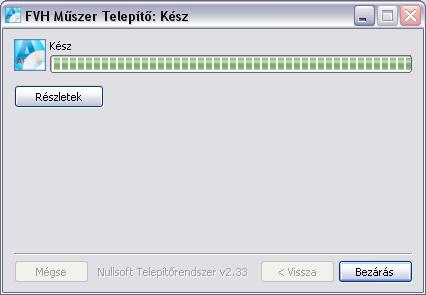 FVH Műszer Telepítő: Kész
Kész
Részletek
Mégse
Nullsoft Telepítőrendszer v2.33
< Vissza
Bezárás